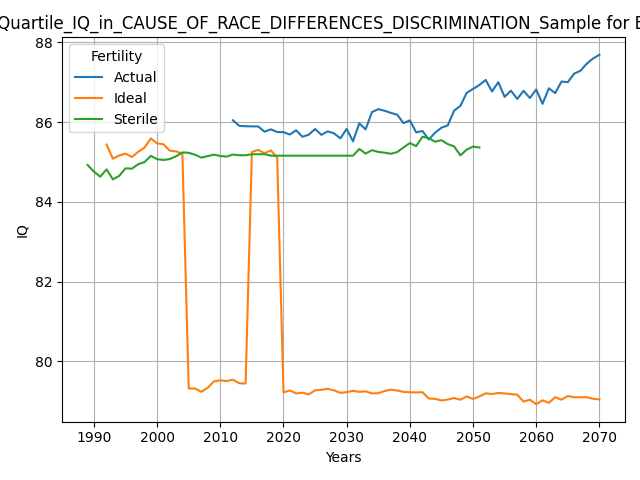 Quartile_IQ_in_CAUSE_OF_RACE_DIFFERENCES_DISCRIMINATION_Sample for
Fertility
Actual
Ideal
Sterile
88
86
84
82
80
IQ
1990 2000 2010 2020 2030 2040 2050 2060 2070
Years